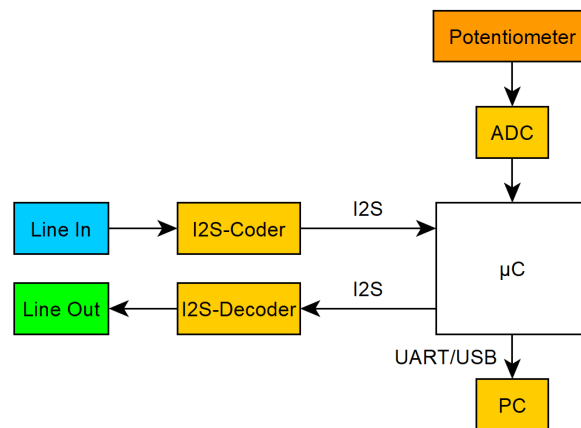 Potentiometer
ADC
I2S
Line In
I2S-Coder
µC
I2S
Line Out
I2S-Decoder
UART/USB
PC